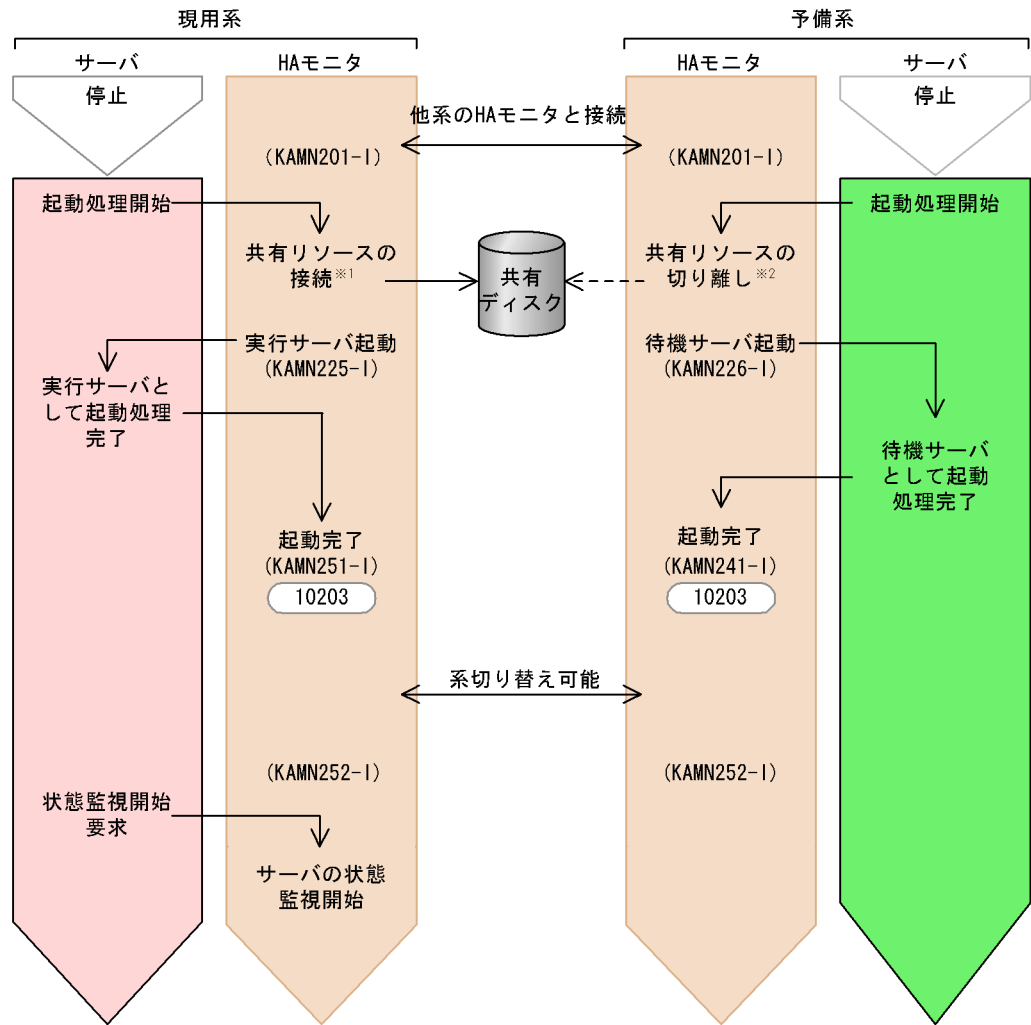 現用系
予備系
サーバ
HAモニタ
HAモニタ
サーバ
停止
停止
他系のHAモニタと接続
(KAMN201-I)
(KAMN201-I)
起動処理開始
起動処理開始
共有リソースの
接続※1
共有
ディスク
共有リソースの
切り離し※2
実行サーバ起動
(KAMN225-I)
待機サーバ起動
(KAMN226-I)
実行サーバと
して起動処理
完了
待機サーバ
として起動
処理完了
起動完了
(KAMN251-I)
10203
起動完了
(KAMN241-I)
10203
系切り替え可能
(KAMN252-I)
(KAMN252-I)
状態監視開始
要求
サーバの状態
監視開始